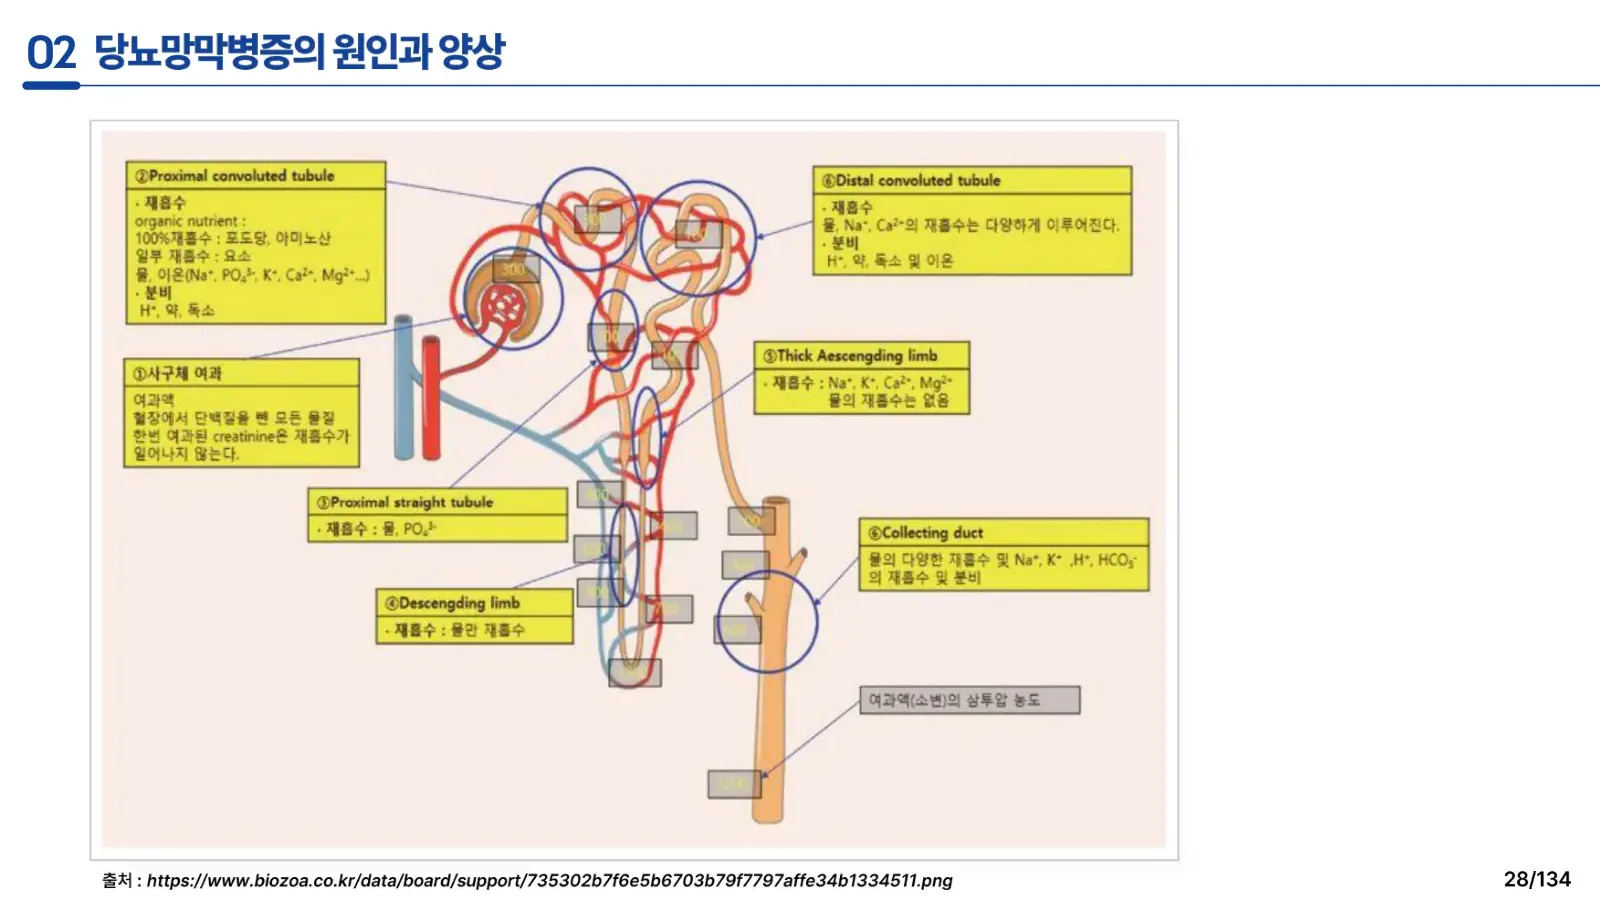 02 당뇨망막병증의 원인과 양상
②Proximal convoluted tubule
· 재흡수
organic nutrient :
100%재흡수 : 포도당, 아미노산
일부 재흡수 : 요소
물, 이온(Na⁺, PO₄³⁻, K⁺, Ca²⁺, Mg²⁺...)
· 분비
H⁺, 약, 독소
①사구체 여과
여과액
혈장에서 단백질을 뺀 모든 물질
한번 여과된 creatinine은 재흡수가
일어나지 않는다.
③Proximal straight tubule
· 재흡수 : 물, PO₄³⁻
④Descengding limb
· 재흡수 : 물만 재흡수
300
⑥Distal convoluted tubule
· 재흡수
물, Na⁺, Ca²⁺의 재흡수는 다양하게 이루어진다.
· 분비
H⁺, 약, 독소 및 이온
⑤Thick Aescengding limb
· 재흡수 : Na⁺, K⁺, Ca²⁺, Mg²⁺
물의 재흡수는 없음
⑥Collecting duct
물의 다양한 재흡수 및 Na⁺, K⁺ ,H⁺, HCO₃⁻
의 재흡수 및 분비
여과액(소변)의 삼투압 농도
출처 : https://www.biozoa.co.kr/data/board/support/735302b7f6e5b6703b79f7797affe34b1334511.png
28/134